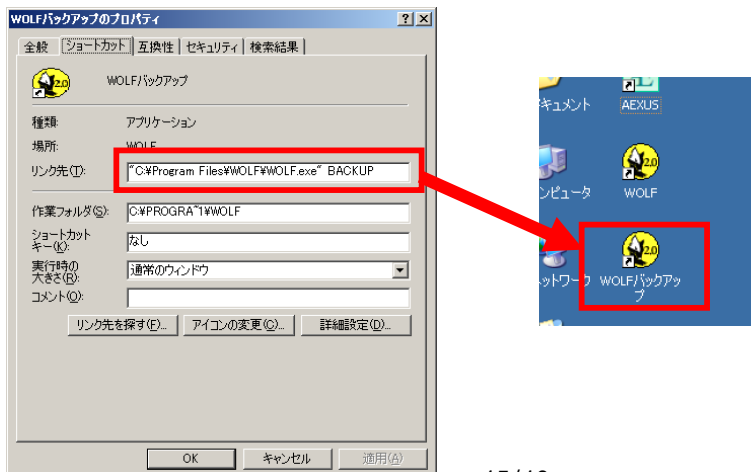 WOLFバックアップのプロパティ
全般 ショートカット 互換性 セキュリティ 検索結果
2.0
WOLFバックアップ
種類: アプリケーション
場所: WOLF
リンク先(T): "C:¥Program Files¥WOLF¥WOLF.exe" BACKUP
作業フォルダ(S): C:¥PROGRA~1¥WOLF
ショートカット
キー(K): なし
実行時の
大きさ(R): 通常のウィンドウ
コメント(O):
リンク先を探す(F)... アイコンの変更(C)... 詳細設定(D)...
OK キャンセル 適用(A)
キュメント AEXUS
2.0
ンピュータ WOLF
2.0
ットワーク WOLFバックアッ
プ